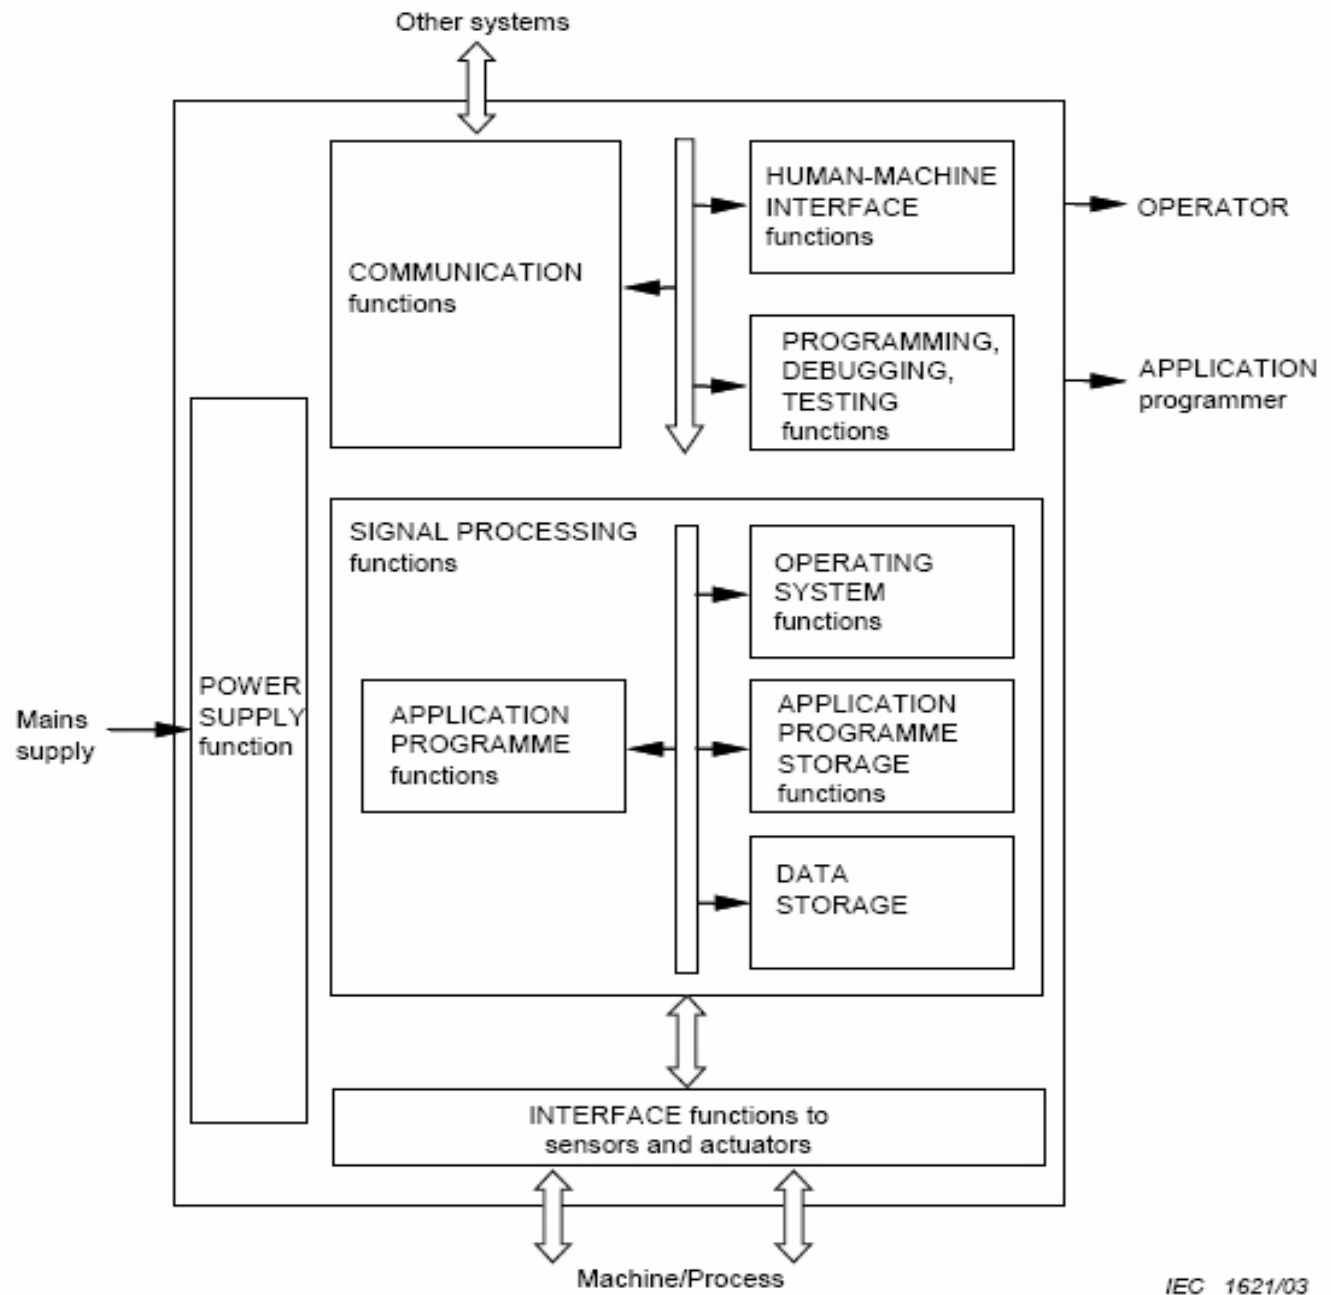 Other systems
COMMUNICATION
functions
HUMAN-MACHINE
INTERFACE
functions
OPERATOR
PROGRAMMING,
DEBUGGING,
TESTING
functions
APPLICATION
programmer
SIGNAL PROCESSING
functions
OPERATING
SYSTEM
functions
Mains
supply
POWER
SUPPLY
function
APPLICATION
PROGRAMME
functions
APPLICATION
PROGRAMME
STORAGE
functions
DATA
STORAGE
INTERFACE functions to
sensors and actuators
Machine/Process
IEC 1621/03